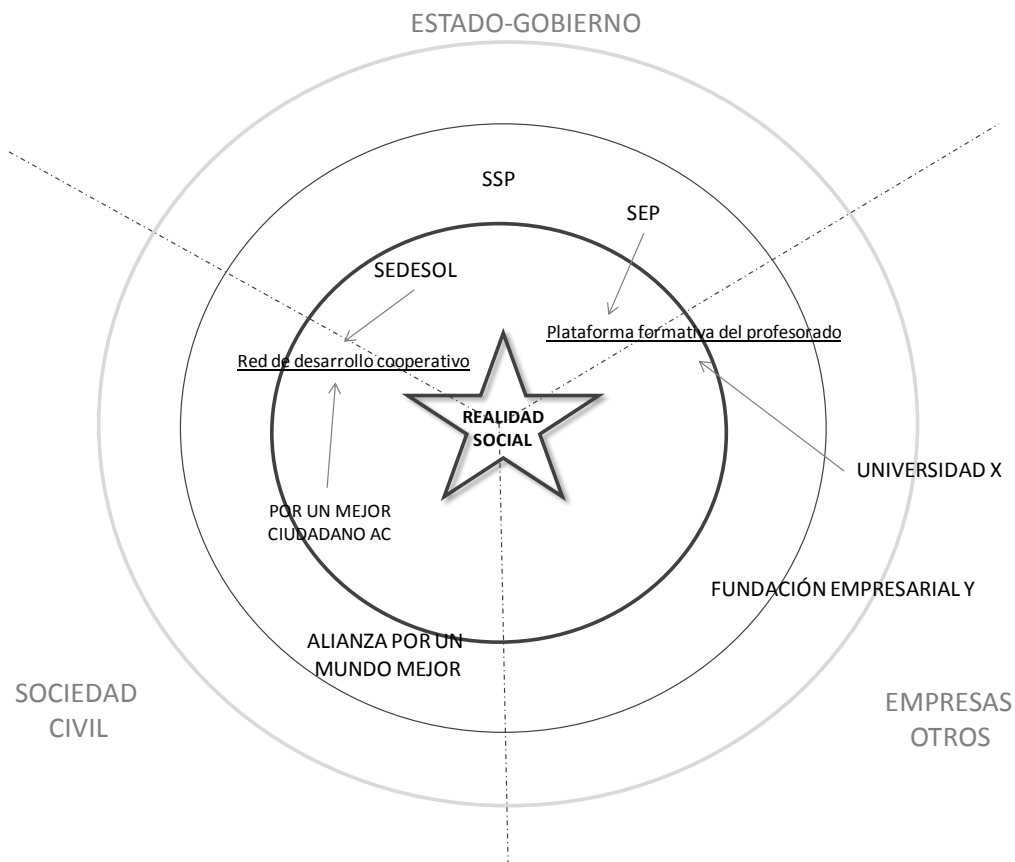 ESTADO-GOBIERNO
SSP
SEP
SEDESOL
Plataforma formativa del profesorado
Red de desarrollo cooperativo
REALIDAD
SOCIAL
UNIVERSIDAD X
POR UN MEJOR
CIUDADANO AC
FUNDACIÓN EMPRESARIAL Y
ALIANZA POR UN
MUNDO MEJOR
SOCIEDAD
CIVIL
EMPRESAS
OTROS